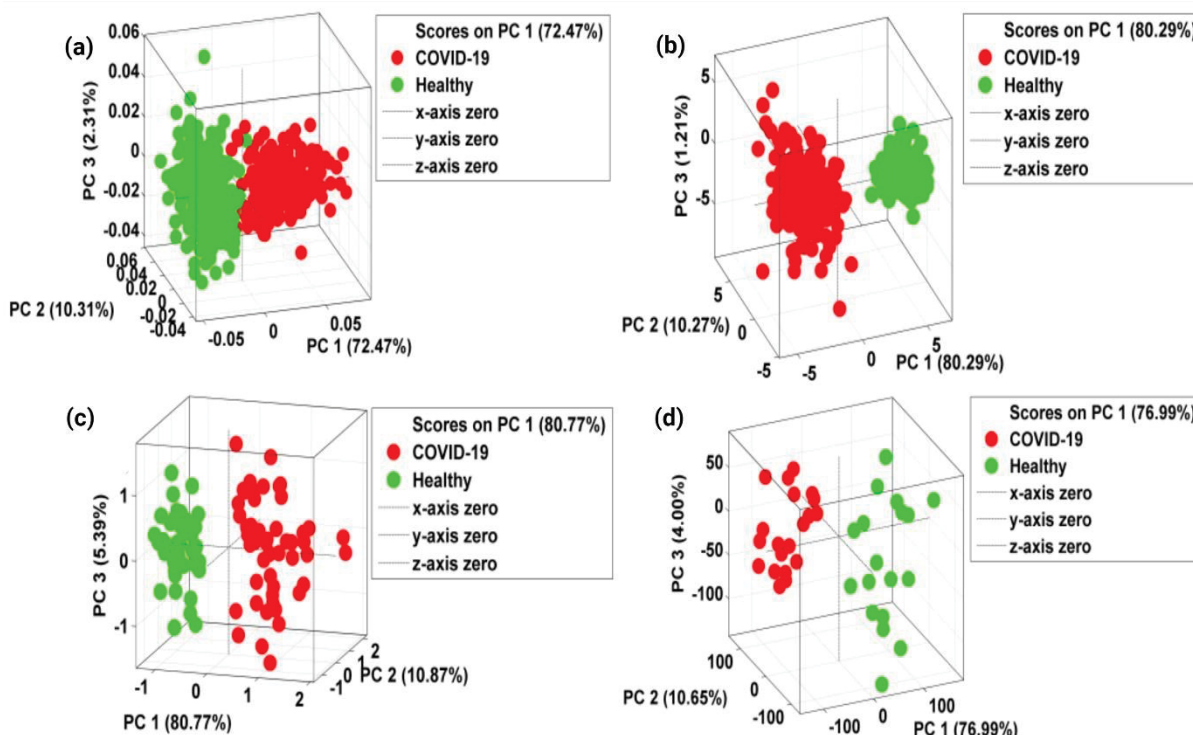 (a)
Scores on PC 1 (72.47%)
COVID-19
Healthy
x-axis zero
y-axis zero
z-axis zero
PC 3 (2.31%)
0.06
0.04
0.02
0
-0.02
-0.04
0.06
0.04
0.02
0
-0.02
-0.04
PC 2 (10.31%)
-0.05
0
0.05
PC 1 (72.47%)
(b)
Scores on PC 1 (80.29%)
COVID-19
Healthy
x-axis zero
y-axis zero
z-axis zero
PC 3 (1.21%)
5
0
-5
5
0
-5
PC 2 (10.27%)
-5
0
5
PC 1 (80.29%)
(c)
Scores on PC 1 (80.77%)
COVID-19
Healthy
x-axis zero
y-axis zero
z-axis zero
PC 3 (5.39%)
1
0
-1
-1
0
1
2
PC 1 (80.77%)
2
1
0
-1
PC 2 (10.87%)
(d)
Scores on PC 1 (76.99%)
COVID-19
Healthy
x-axis zero
y-axis zero
z-axis zero
PC 3 (4.00%)
50
0
-50
-100
100
0
-100
PC 2 (10.65%)
-100
0
100
PC 1 (76.99%)